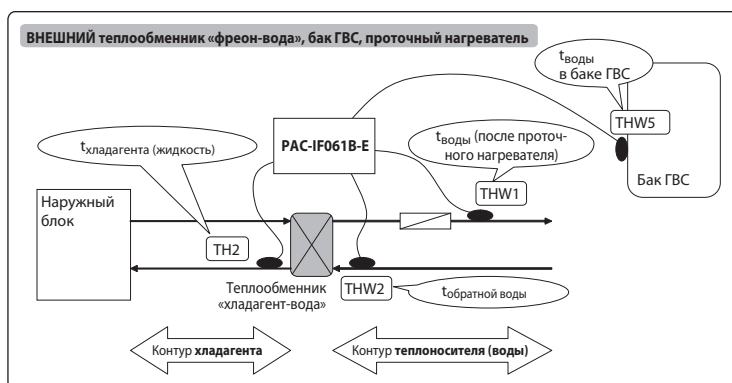 ВНЕШНИЙ теплообменник «фреон-вода», бак ГВС, проточный нагреватель
tводы
в баке ГВС
THW5
Бак ГВС
PAC-IF061B-E
tводы (после проточ-
ного нагревателя)
THW1
tхладагента (жидкость)
Наружный
блок
TH2
Теплообменник
«хладагент-вода»
THW2
tобратной воды
Контур хладагента
Контур теплоносителя (воды)